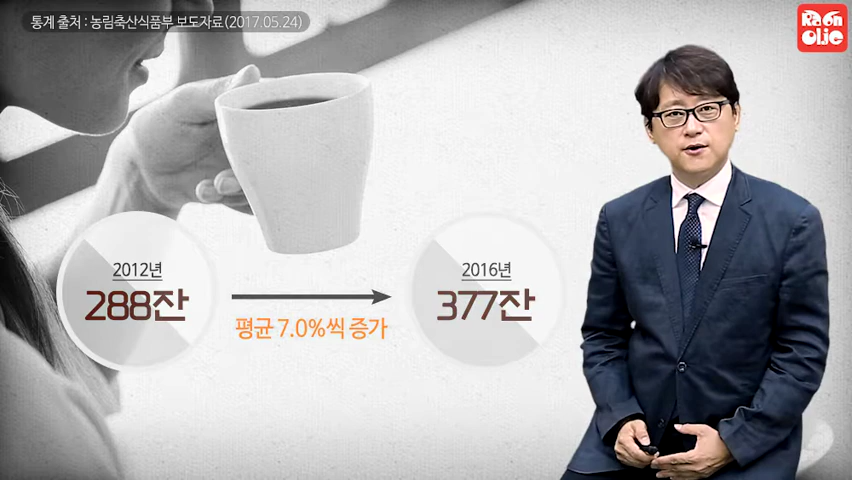 통계 출처 : 농림축산식품부 보도자료(2017.05.24)
Raon
Olje
2012년
288잔
2016년
377잔
평균 7.0%씩 증가